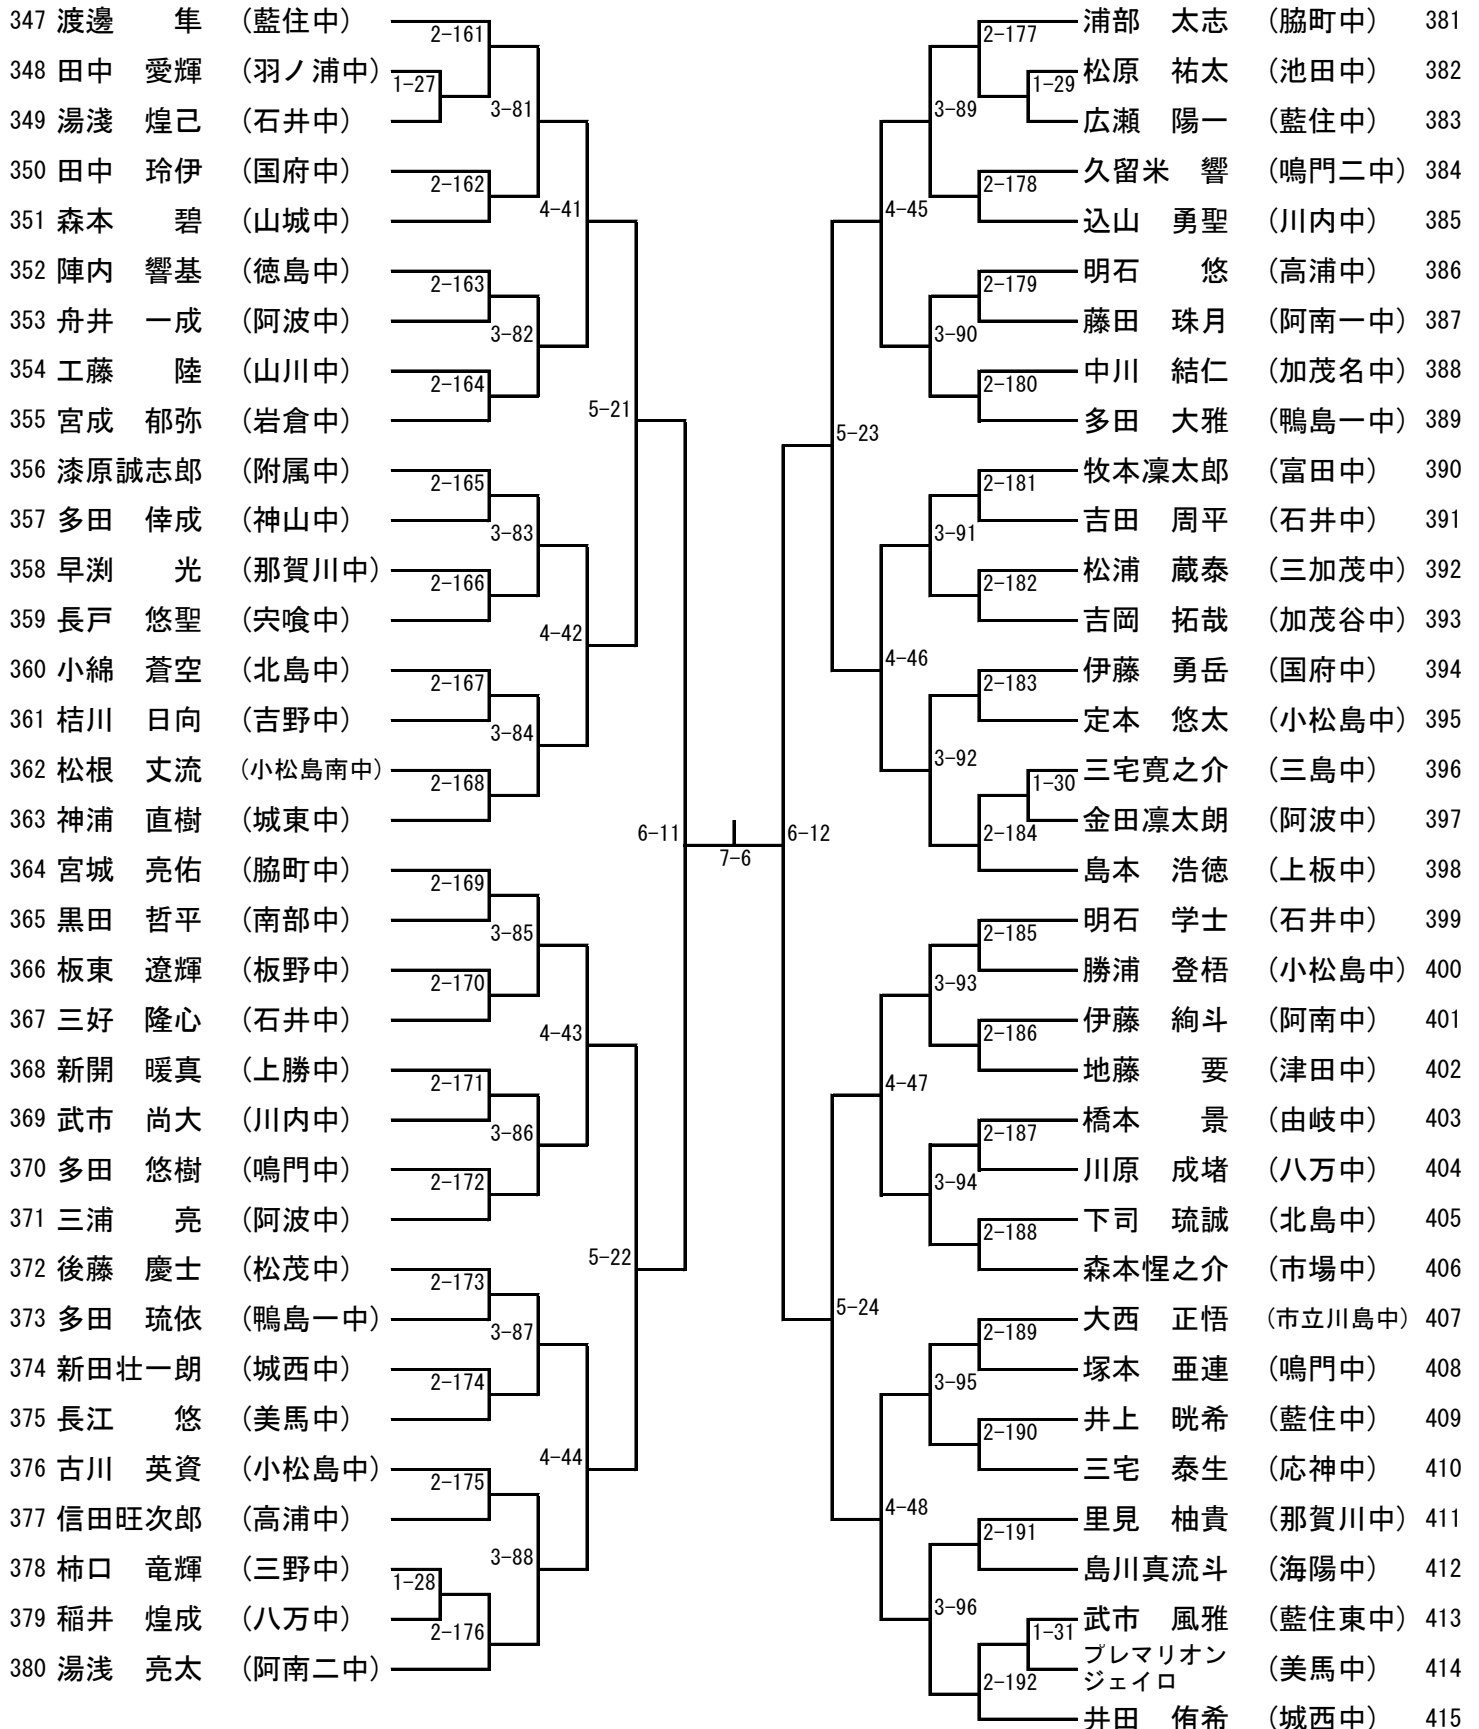 347 渡邊　　隼 （藍住中）
348 田中　愛輝 （羽ノ浦中）
349 湯淺　煌己 （石井中）
350 田中　玲伊 （国府中）
351 森本　　碧 （山城中）
352 陣内　響基 （徳島中）
353 舟井　一成 （阿波中）
354 工藤　　陸 （山川中）
355 宮成　郁弥 （岩倉中）
356 漆原誠志郎 （附属中）
357 多田　倖成 （神山中）
358 早渕　　光 （那賀川中）
359 長戸　悠聖 （宍喰中）
360 小綿　蒼空 （北島中）
361 桔川　日向 （吉野中）
362 松根　丈流 （小松島南中）
363 神浦　直樹 （城東中）
364 宮城　亮佑 （脇町中）
365 黒田　哲平 （南部中）
366 板東　遼輝 （板野中）
367 三好　隆心 （石井中）
368 新開　暖真 （上勝中）
369 武市　尚大 （川内中）
370 多田　悠樹 （鳴門中）
371 三浦　　亮 （阿波中）
372 後藤　慶士 （松茂中）
373 多田　琉依 （鴨島一中）
374 新田壮一朗 （城西中）
375 長江　　悠 （美馬中）
376 古川　英資 （小松島中）
377 信田旺次郎 （高浦中）
378 柿口　竜輝 （三野中）
379 稲井　煌成 （八万中）
380 湯浅　亮太 （阿南二中）
1-27
1-28
2-161
2-162
2-163
2-164
2-165
2-166
2-167
2-168
2-169
2-170
2-171
2-172
2-173
2-174
2-175
2-176
3-81
3-82
3-83
3-84
3-85
3-86
3-87
3-88
4-41
4-42
4-43
4-44
5-21
5-22
6-11
7-6
6-12
5-23
5-24
4-45
4-46
4-47
4-48
3-89
3-90
3-91
3-92
3-93
3-94
3-95
3-96
2-177
2-178
2-179
2-180
2-181
2-182
2-183
2-184
2-185
2-186
2-187
2-188
2-189
2-190
2-191
2-192
1-29
1-30
1-31
浦部　太志 （脇町中） 381
松原　祐太 （池田中） 382
広瀬　陽一 （藍住中） 383
久留米　響 （鳴門二中） 384
込山　勇聖 （川内中） 385
明石　　悠 （高浦中） 386
藤田　珠月 （阿南一中） 387
中川　結仁 （加茂名中） 388
多田　大雅 （鴨島一中） 389
牧本凜太郎 （富田中） 390
吉田　周平 （石井中） 391
松浦　蔵泰 （三加茂中） 392
吉岡　拓哉 （加茂谷中） 393
伊藤　勇岳 （国府中） 394
定本　悠太 （小松島中） 395
三宅寛之介 （三島中） 396
金田凛太朗 （阿波中） 397
島本　浩徳 （上板中） 398
明石　学士 （石井中） 399
勝浦　登梧 （小松島中） 400
伊藤　絢斗 （阿南中） 401
地藤　　要 （津田中） 402
橋本　　景 （由岐中） 403
川原　成堵 （八万中） 404
下司　琉誠 （北島中） 405
森本惺之介 （市場中） 406
大西　正悟 （市立川島中） 407
塚本　亜連 （鳴門中） 408
井上　晄希 （藍住中） 409
三宅　泰生 （応神中） 410
里見　柚貴 （那賀川中） 411
島川真流斗 （海陽中） 412
武市　風雅 （藍住東中） 413
プレマリオン
ジェイロ （美馬中） 414
井田　侑希 （城西中） 415